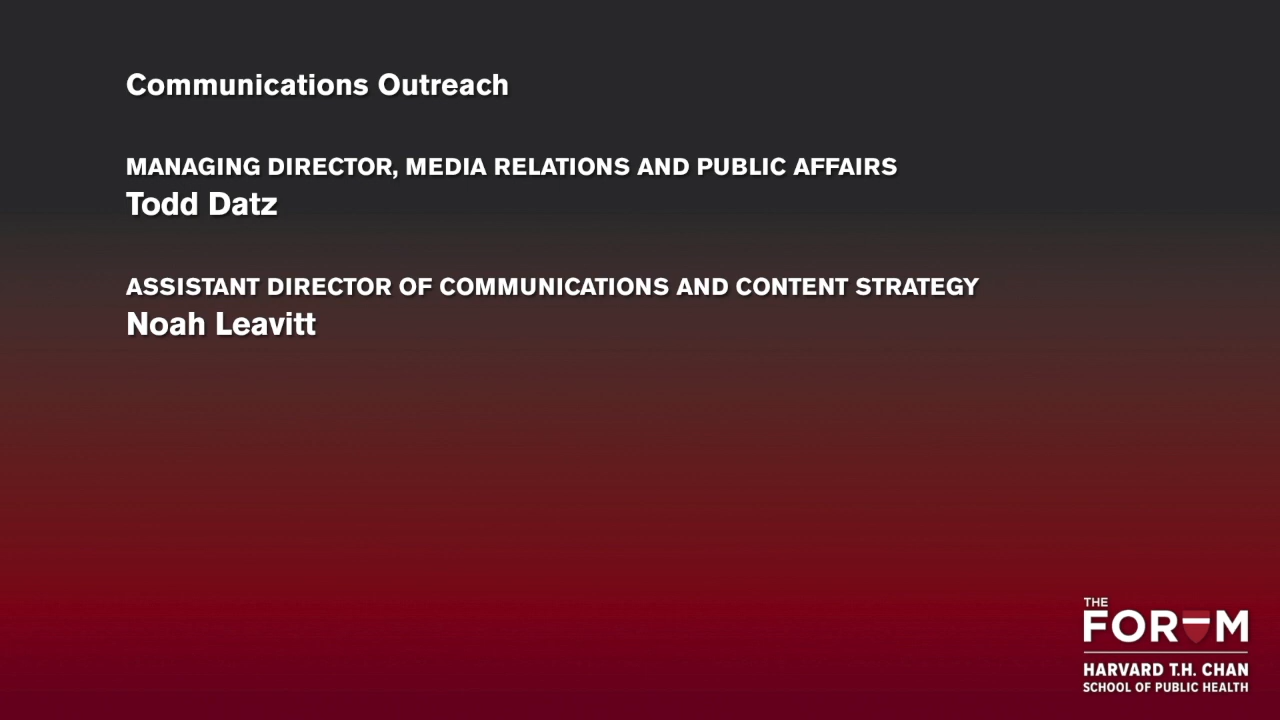 Communications Outreach
MANAGING DIRECTOR, MEDIA RELATIONS AND PUBLIC AFFAIRS
Todd Datz
ASSISTANT DIRECTOR OF COMMUNICATIONS AND CONTENT STRATEGY
Noah Leavitt
THE
FORUM
HARVARD T.H. CHAN
SCHOOL OF PUBLIC HEALTH